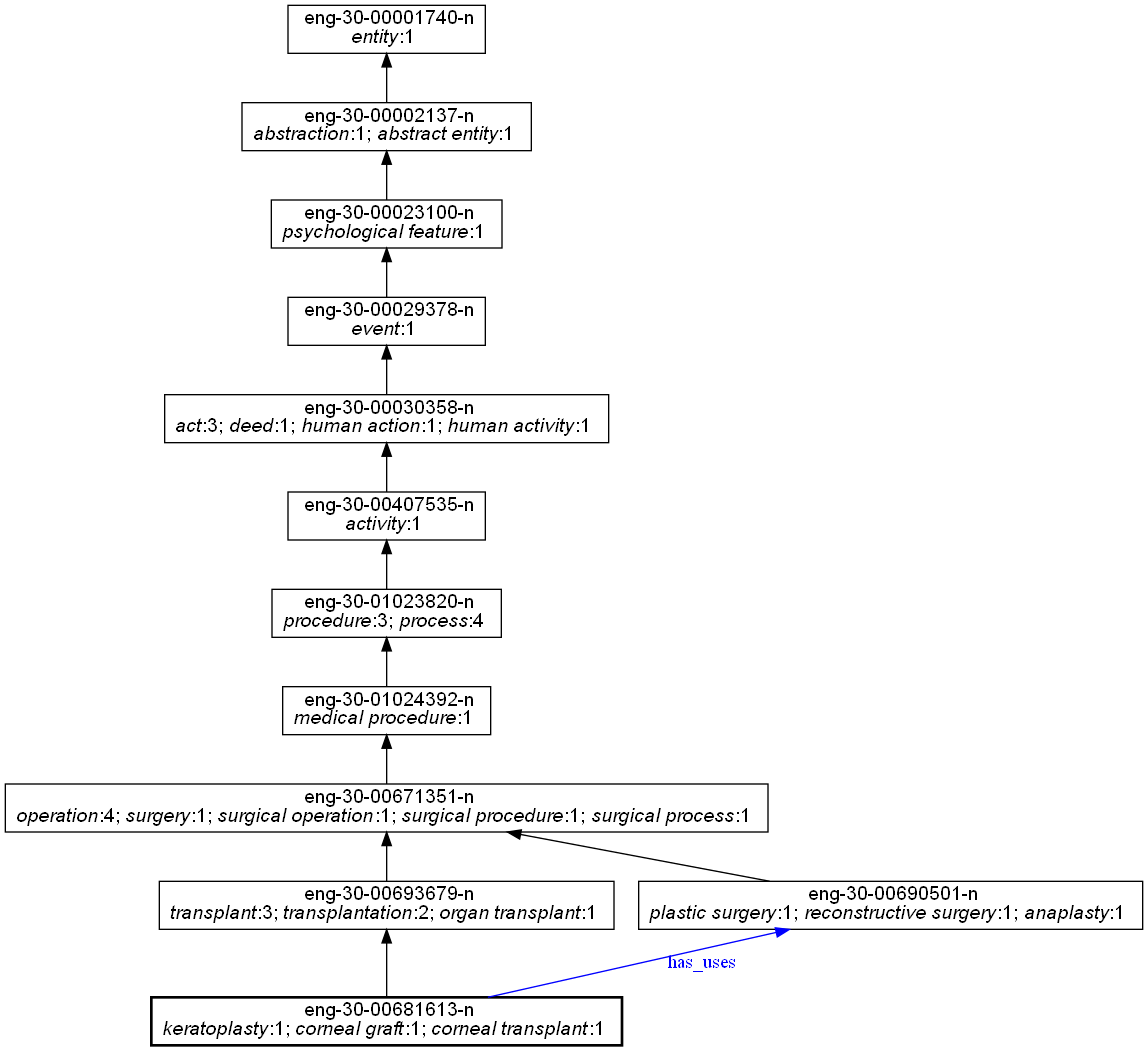 eng-30-00001740-n
entity:1
eng-30-00002137-n
abstraction:1; abstract entity:1
eng-30-00023100-n
psychological feature:1
eng-30-00029378-n
event:1
eng-30-00030358-n
act:3; deed:1; human action:1; human activity:1
eng-30-00407535-n
activity:1
eng-30-01023820-n
procedure:3; process:4
eng-30-01024392-n
medical procedure:1
eng-30-00671351-n
operation:4; surgery:1; surgical operation:1; surgical procedure:1; surgical process:1
eng-30-00693679-n
transplant:3; transplantation:2; organ transplant:1
eng-30-00690501-n
plastic surgery:1; reconstructive surgery:1; anaplasty:1
has_uses
eng-30-00681613-n
keratoplasty:1; corneal graft:1; corneal transplant:1